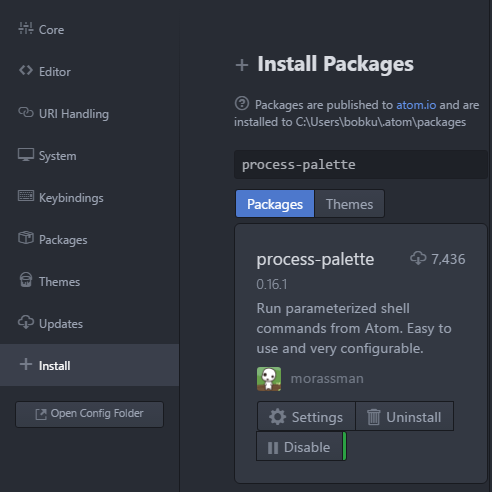 Core
Editor
URI Handling
System
Keybindings
Packages
Themes
Updates
Install
Open Config Folder
Install Packages
Packages are published to atom.io and are
installed to C:\Users\bobku\.atom\packages
process-palette
Packages Themes
process-palette 7,436
0.16.1
Run parameterized shell
commands from Atom. Easy to
use and very configurable.
morassman
Settings Uninstall
Disable